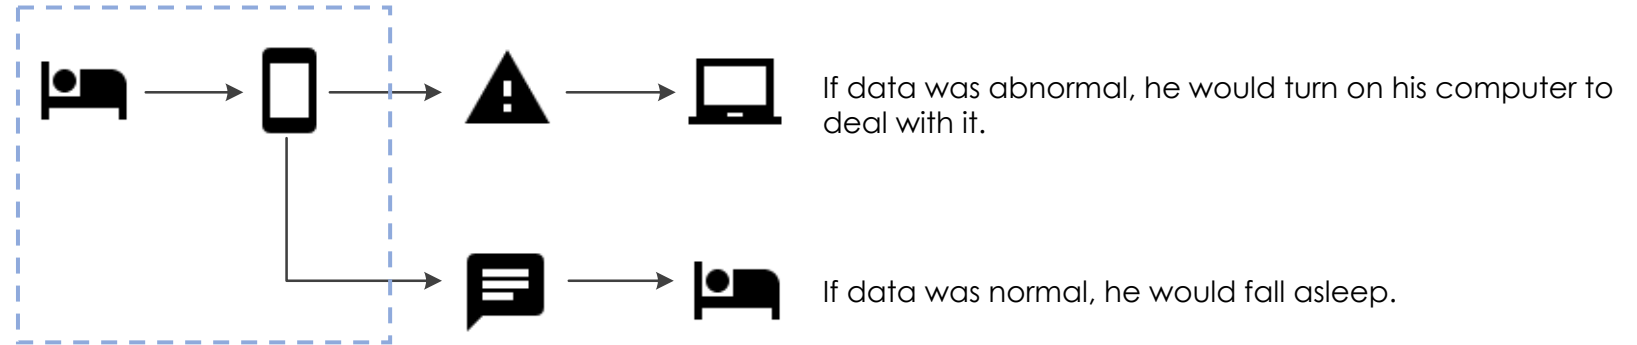 If data was abnormal, he would turn on his computer to
deal with it.
If data was normal, he would fall asleep.